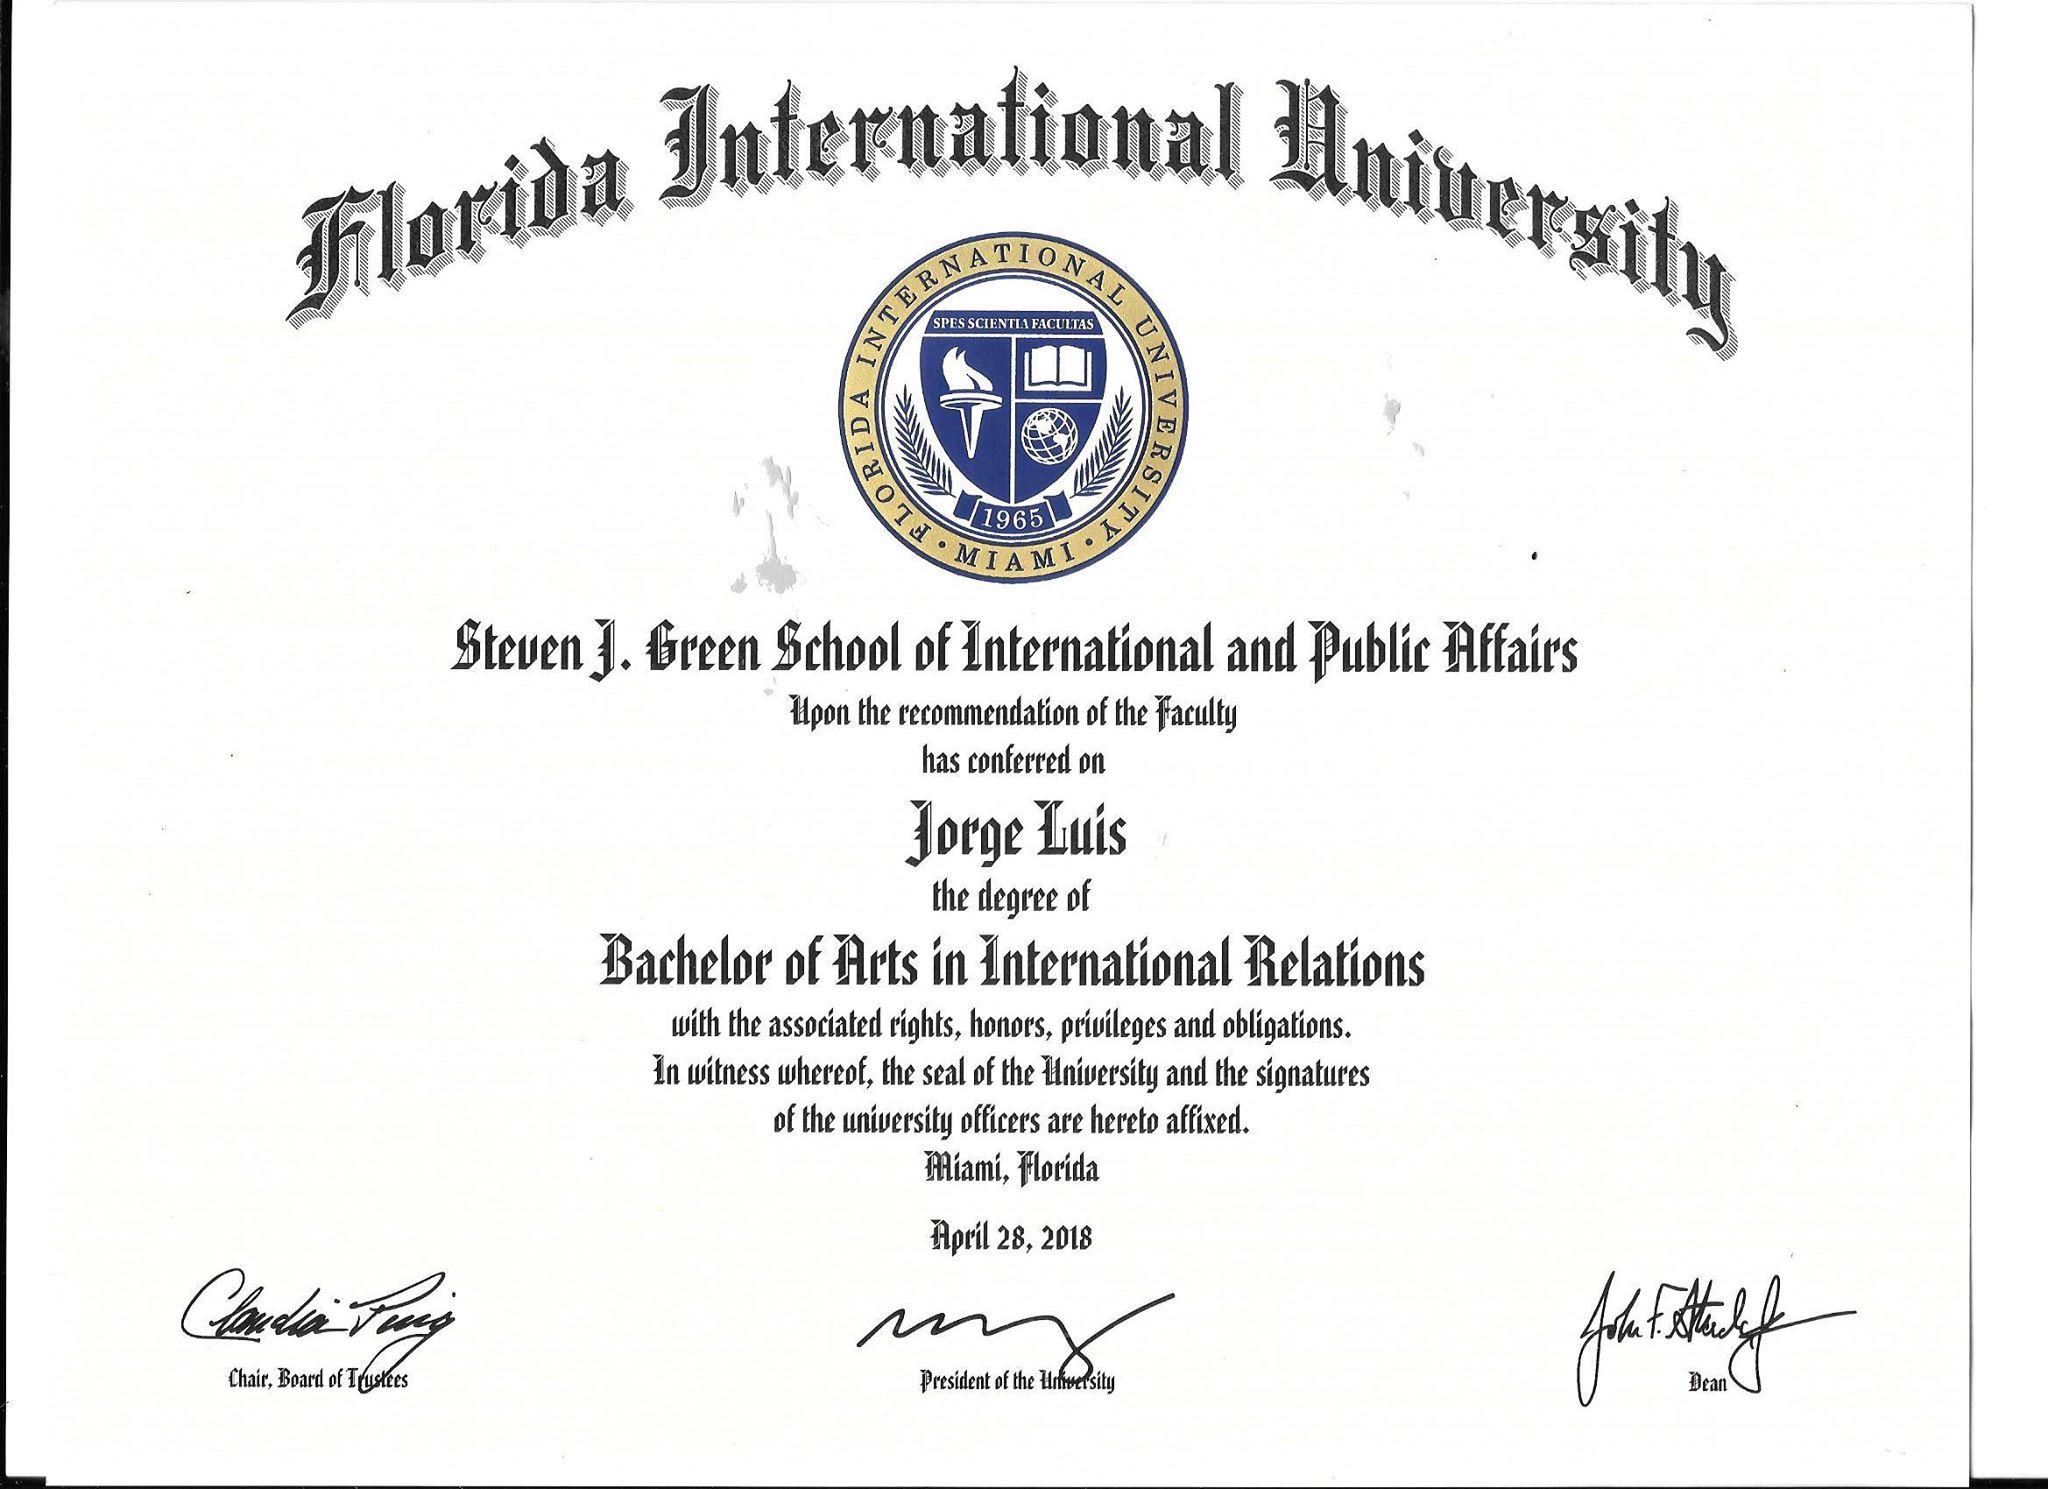 Florida International University
FLORIDA INTERNATIONAL UNIVERSITY · MIAMI ·
SPES SCIENTIA FACULTAS
1965
Steven J. Green School of International and Public Affairs
Upon the recommendation of the Faculty
has conferred on
Jorge Luis
the degree of
Bachelor of Arts in International Relations
with the associated rights, honors, privileges and obligations.
In witness whereof, the seal of the University and the signatures
of the university officers are hereto affixed.
Miami, Florida
April 28, 2018
Claudia Puig
John F.
Chair, Board of Trustees
President of the University
Dean